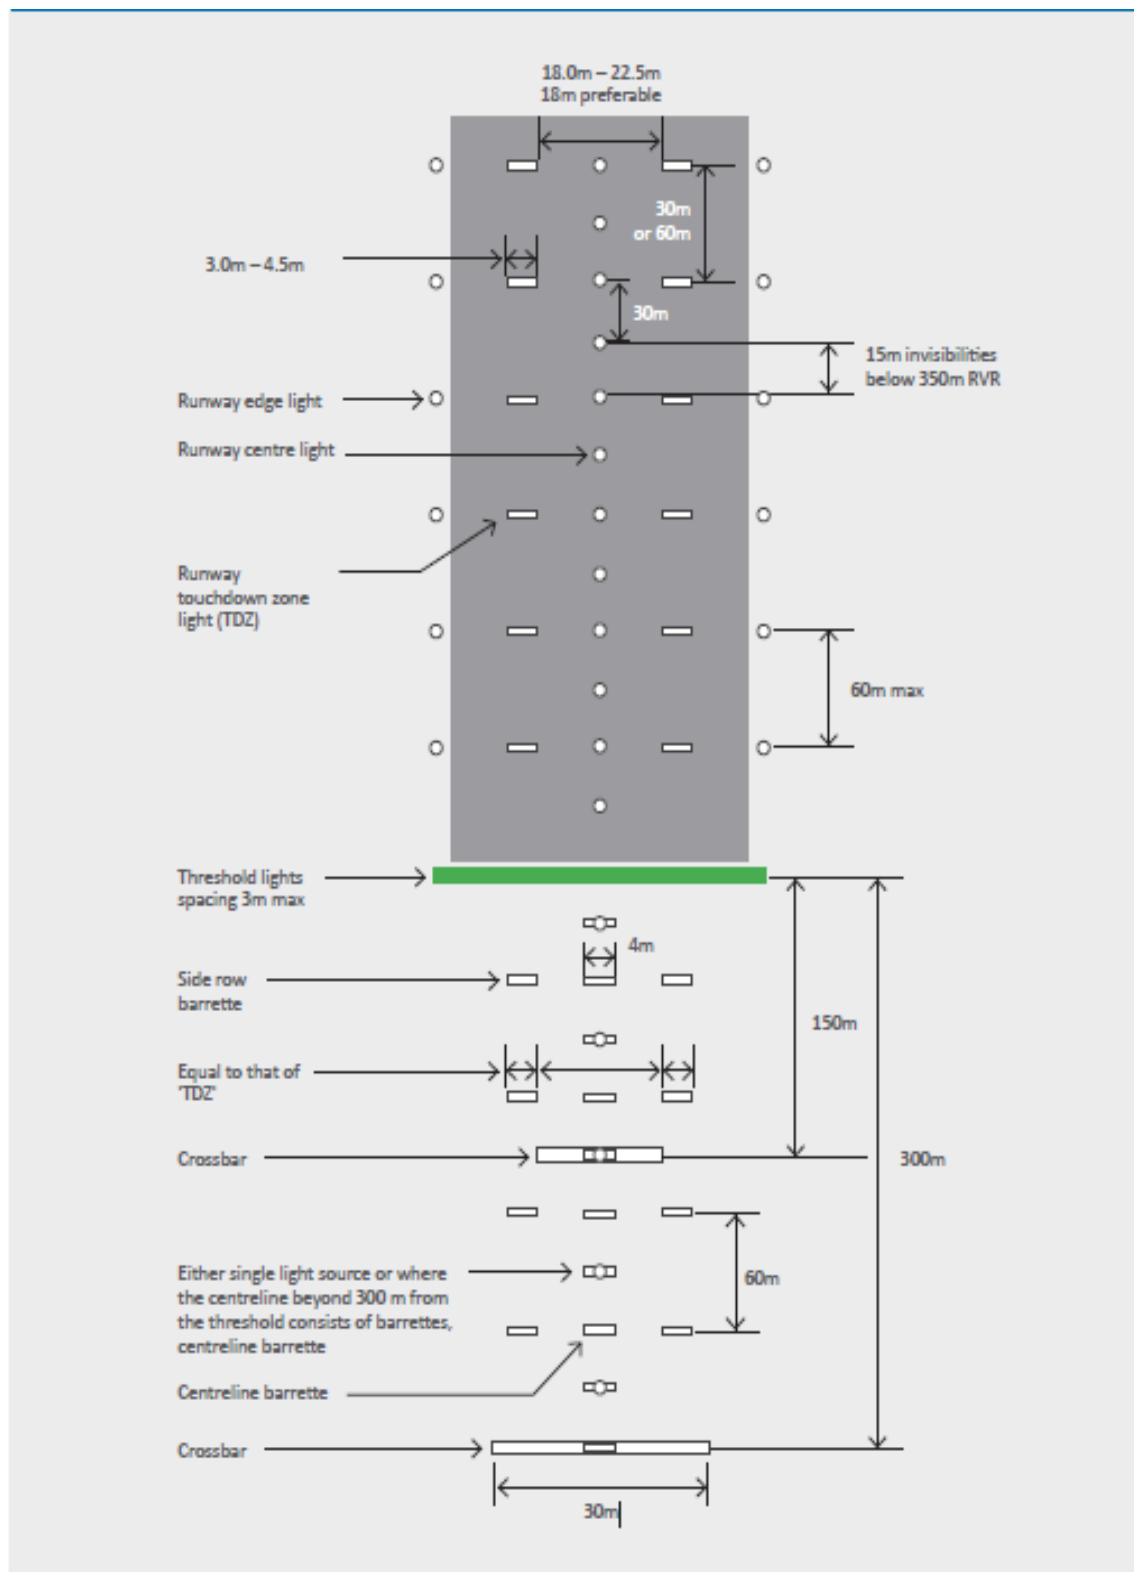 18.0m – 22.5m
18m preferable
30m
or 60m
3.0m – 4.5m
30m
15m invisibilities
below 350m RVR
Runway edge light
Runway centre light
Runway
touchdown zone
light (TDZ)
60m max
Threshold lights
spacing 3m max
4m
Side row
barrette
150m
Equal to that of
'TDZ'
Crossbar
300m
Either single light source or where
the centreline beyond 300 m from
the threshold consists of barrettes,
centreline barrette
60m
Centreline barrette
Crossbar
30m